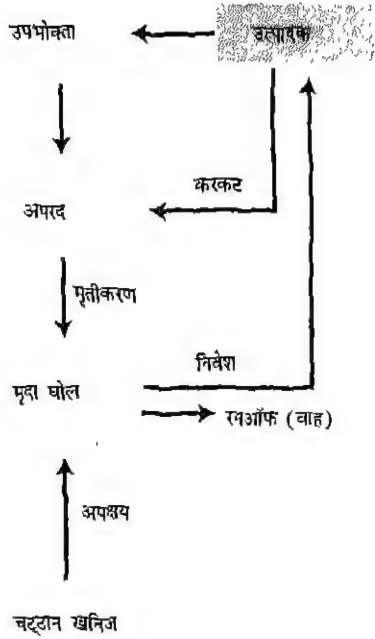 उपभोक्ता
उत्पादक
करकट
अपरद
मृतीकरण
निवेश
मृदा घोल
रनऑफ (वाह)
अपक्षय
चट्टान खनिज